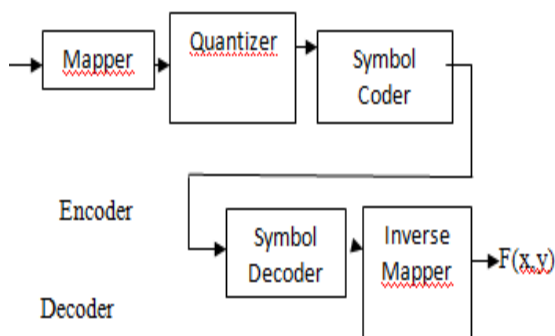 Mapper
Quantizer
Symbol
Coder
Encoder
Symbol
Decoder
Inverse
Mapper
F(x,y)
Decoder